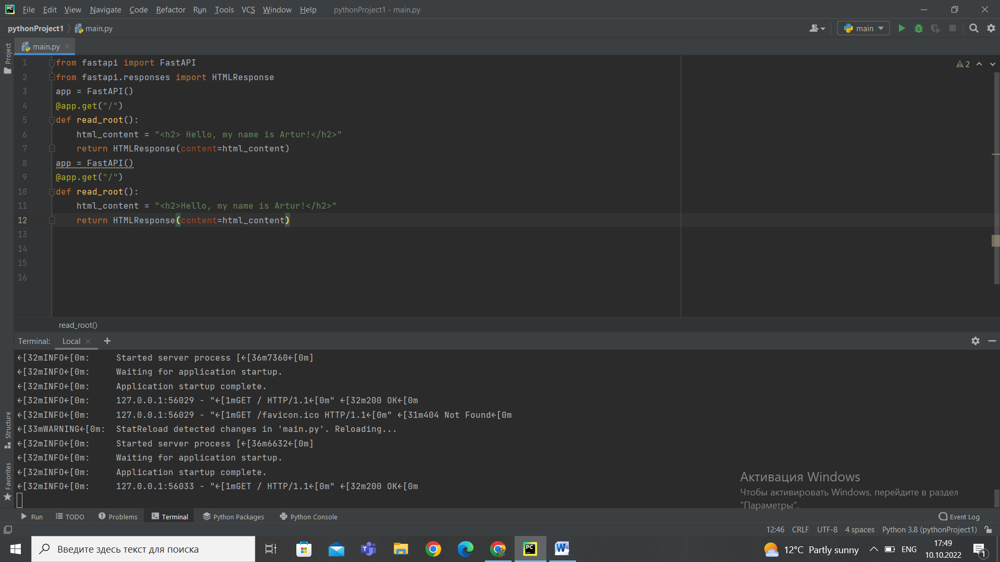 File Edit View Navigate Code Refactor Run Tools VCS Window Help pythonProject1 - main.py
pythonProject1 main.py main
Project
main.py
1 from fastapi import FastAPI
2 from fastapi.responses import HTMLResponse
3 app = FastAPI()
4 @app.get("/")
5 def read_root():
6 html_content = "<h2> Hello, my name is Artur!</h2>"
7 return HTMLResponse(content=html_content)
8 app = FastAPI()
9 @app.get("/")
10 def read_root():
11 html_content = "<h2>Hello, my name is Artur!</h2>"
12 return HTMLResponse(content=html_content)
13
14
15
16
2
read_root()
Terminal: Local +
←[32mINFO←[0m: Started server process [←[36m7360←[0m]
←[32mINFO←[0m: Waiting for application startup.
←[32mINFO←[0m: Application startup complete.
←[32mINFO←[0m: 127.0.0.1:56029 - "←[1mGET / HTTP/1.1←[0m" ←[32m200 OK←[0m
←[32mINFO←[0m: 127.0.0.1:56029 - "←[1mGET /favicon.ico HTTP/1.1←[0m" ←[31m404 Not Found←[0m
←[33mWARNING←[0m: StatReload detected changes in 'main.py'. Reloading...
←[32mINFO←[0m: Started server process [←[36m6632←[0m]
←[32mINFO←[0m: Waiting for application startup.
←[32mINFO←[0m: Application startup complete.
←[32mINFO←[0m: 127.0.0.1:56033 - "←[1mGET / HTTP/1.1←[0m" ←[32m200 OK←[0m
Structure
Favorites
Активация Windows
Чтобы активировать Windows, перейдите в раздел
"Параметры".
Run TODO Problems Terminal Python Packages Python Console Event Log
12:46 CRLF UTF-8 4 spaces Python 3.8 (pythonProject1)
Введите здесь текст для поиска
12°C Partly sunny ENG
17:49
10.10.2022
1